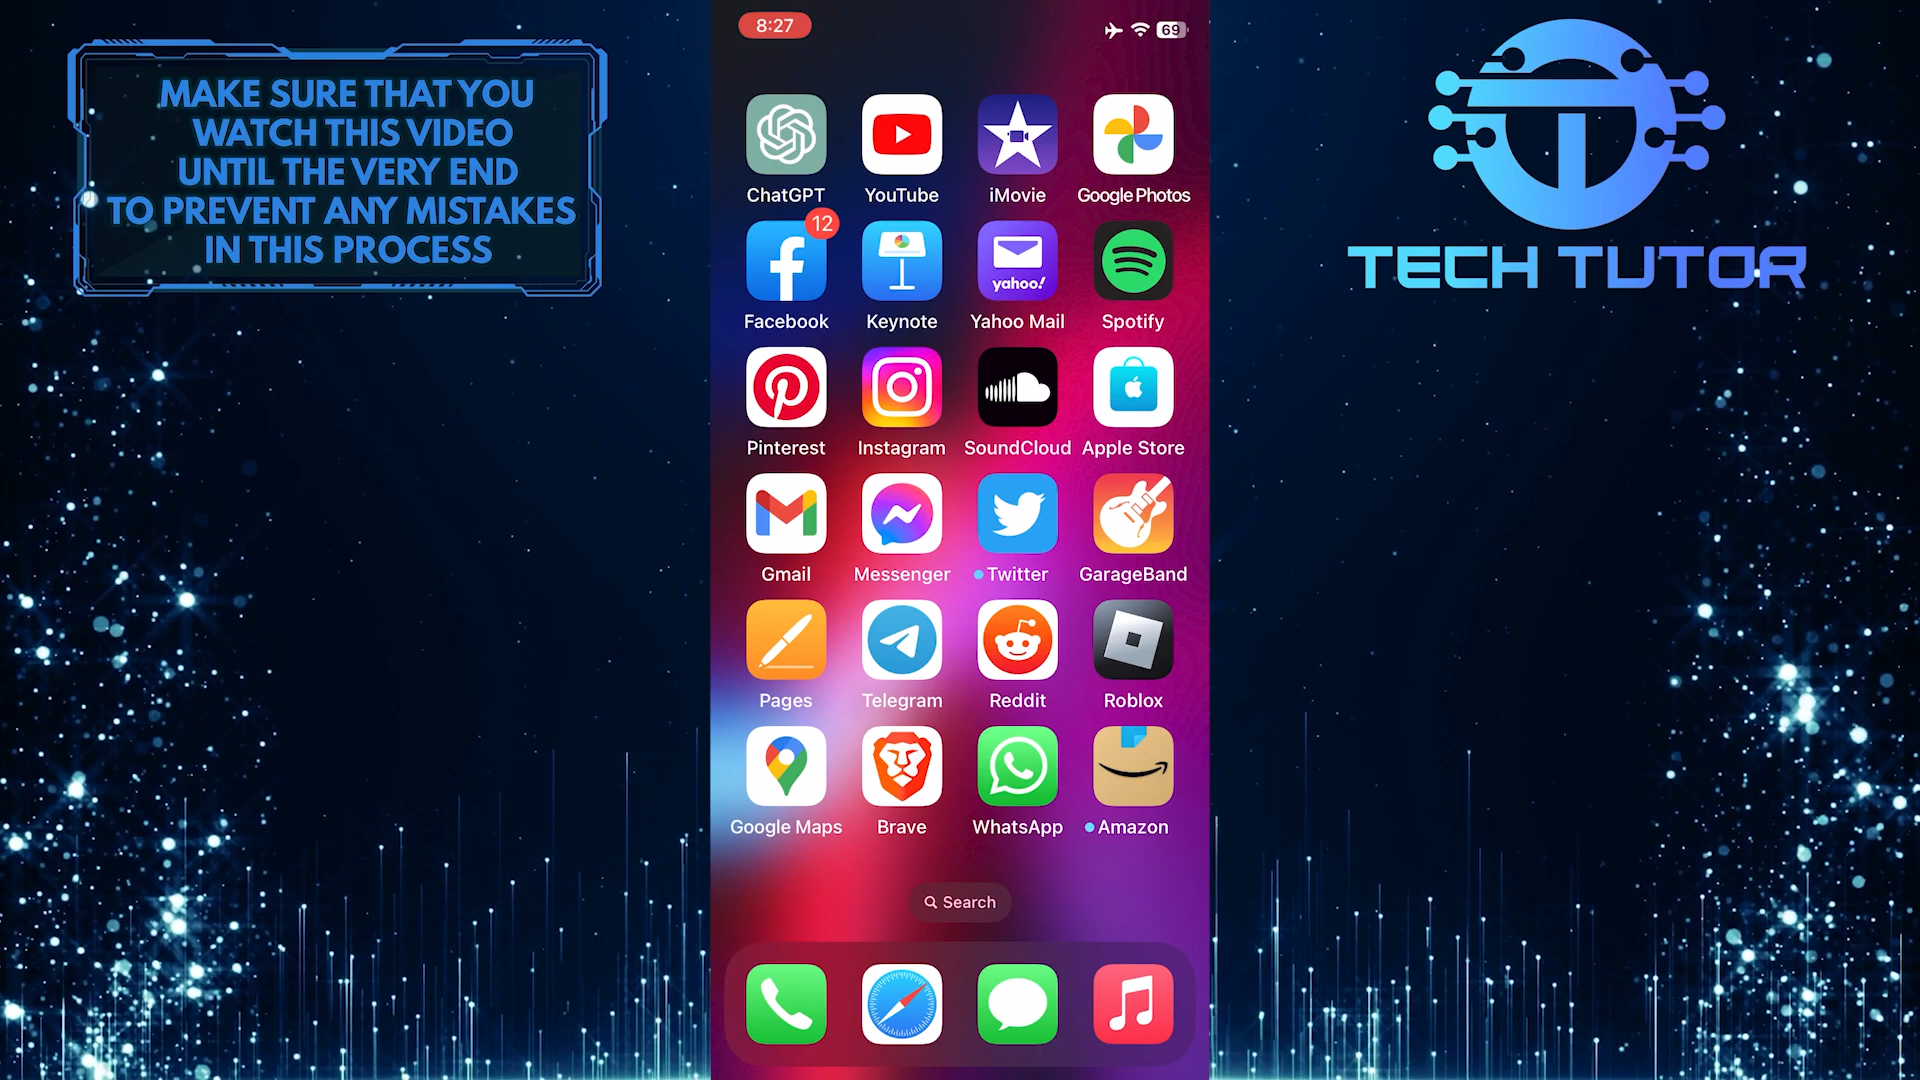 MAKE SURE THAT YOU
WATCH THIS VIDEO
UNTIL THE VERY END
TO PREVENT ANY MISTAKES
IN THIS PROCESS
8:27
69
ChatGPT YouTube iMovie Google Photos
12
yahoo!
Facebook Keynote Yahoo Mail Spotify
Pinterest Instagram SoundCloud Apple Store
Gmail Messenger Twitter GarageBand
Pages Telegram Reddit Roblox
Google Maps Brave WhatsApp Amazon
Search
TECH TUTOR